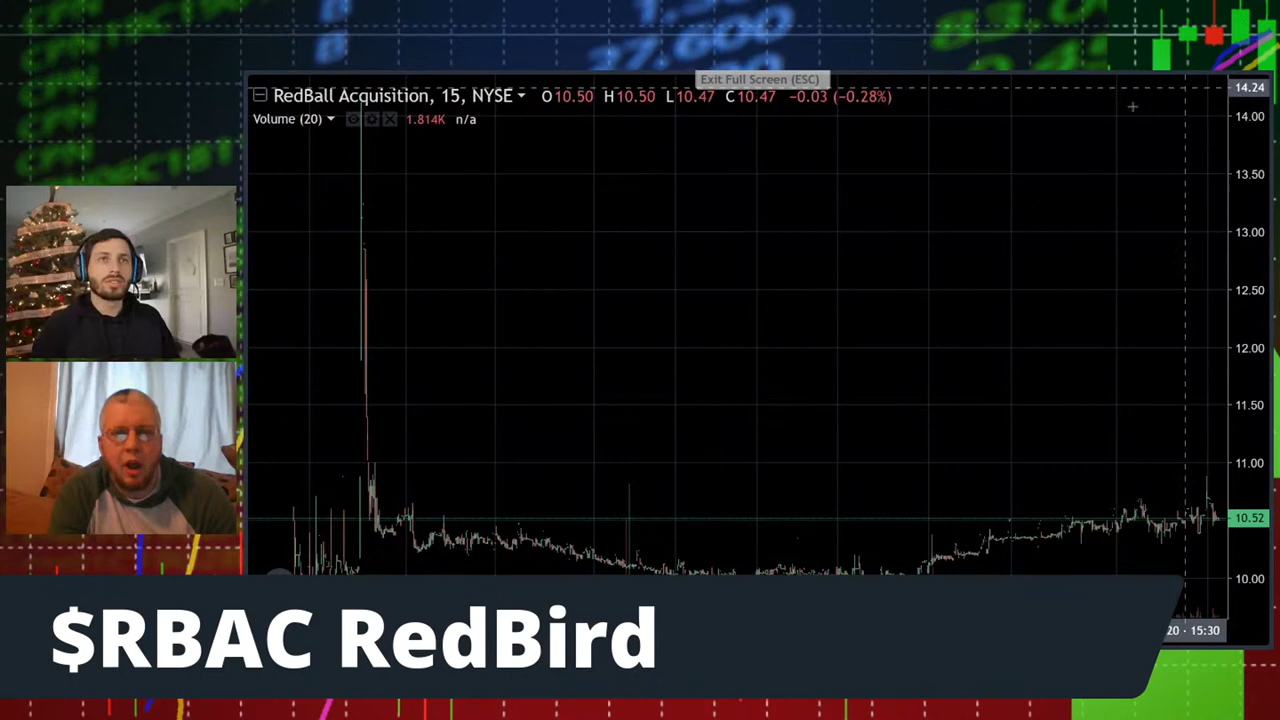 27,600
Exit Full Screen (ESC)
RedBall Acquisition, 15, NYSE O10.50 H10.50 L10.47 C10.47 −0.03 (−0.28%)
Volume (20) 1.814K n/a
14.24
14.00
13.50
13.00
12.50
12.00
11.50
11.00
10.52
10.00
20 · 15:30
$RBAC RedBird